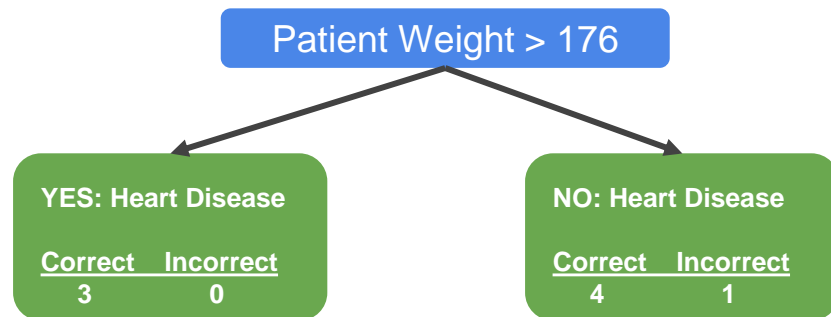 Patient Weight > 176
YES: Heart Disease
Correct Incorrect
3 0
NO: Heart Disease
Correct Incorrect
4 1